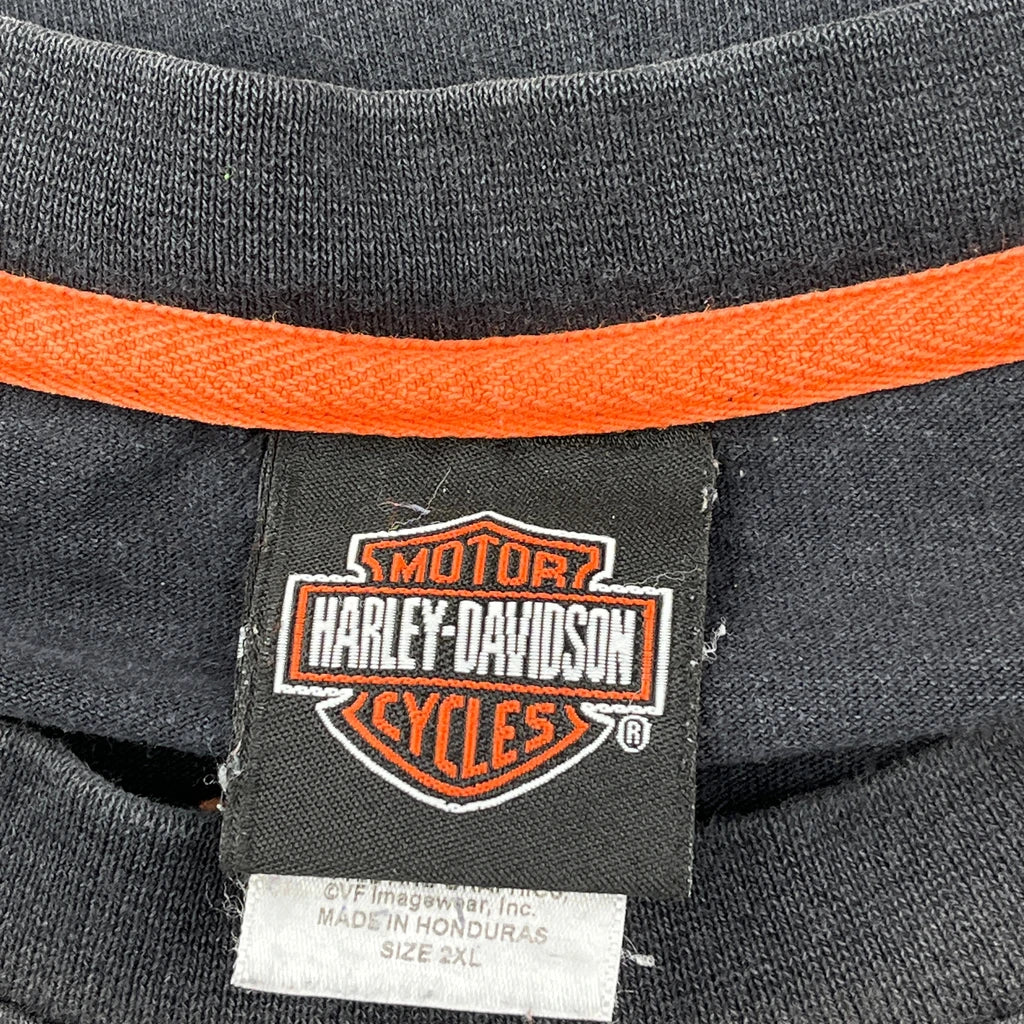 MOTOR
HARLEY-DAVIDSON
CYCLES
®
©VF Imagewear, Inc.
MADE IN HONDURAS
SIZE 2XL